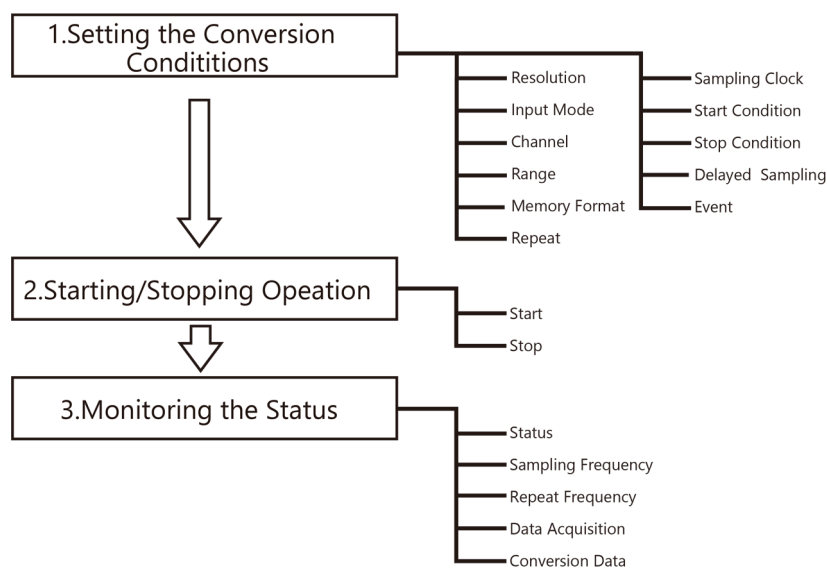 1.Setting the Conversion
Condititions
Resolution
Input Mode
Channel
Range
Memory Format
Repeat
Sampling Clock
Start Condition
Stop Condition
Delayed Sampling
Event
2.Starting/Stopping Opeation
Start
Stop
3.Monitoring the Status
Status
Sampling Frequency
Repeat Frequency
Data Acquisition
Conversion Data